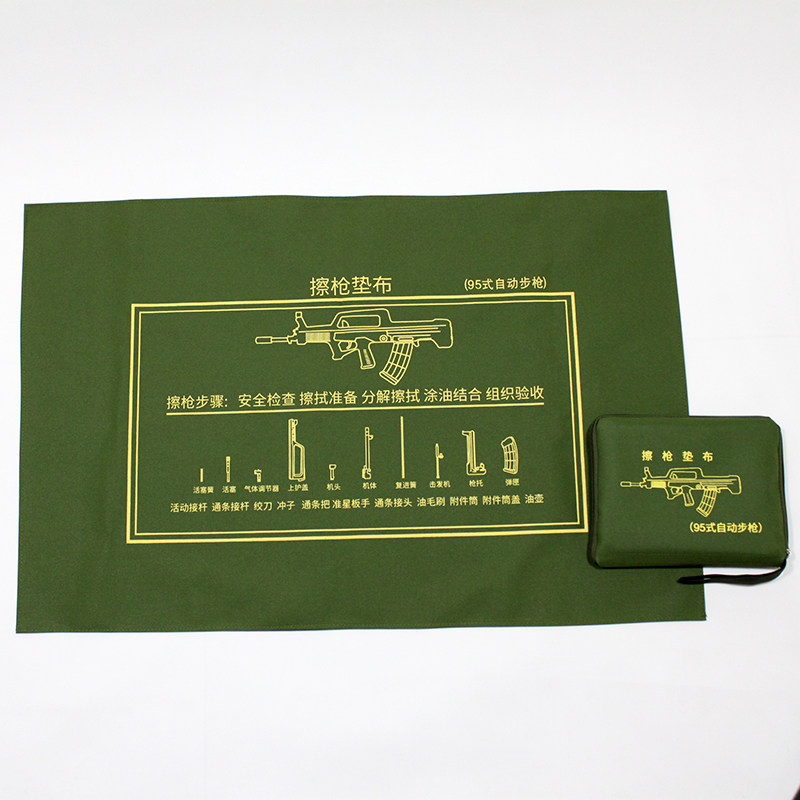 擦枪垫布 (95式自动步枪)
擦枪步骤: 安全检查 擦拭准备 分解擦拭 涂油结合 组织验收
活塞簧 活塞 气体调节器 上护盖 机头 机体 复进簧 击发机 枪托 弹匣
活动接杆 通条接杆 铰刀 冲子 通条把 准星扳手 通条接头 油毛刷 附件筒 附件筒盖 油壶
擦枪垫布
(95式自动步枪)